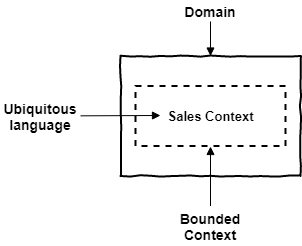 Domain
Ubiquitous
language
Sales Context
Bounded
Context